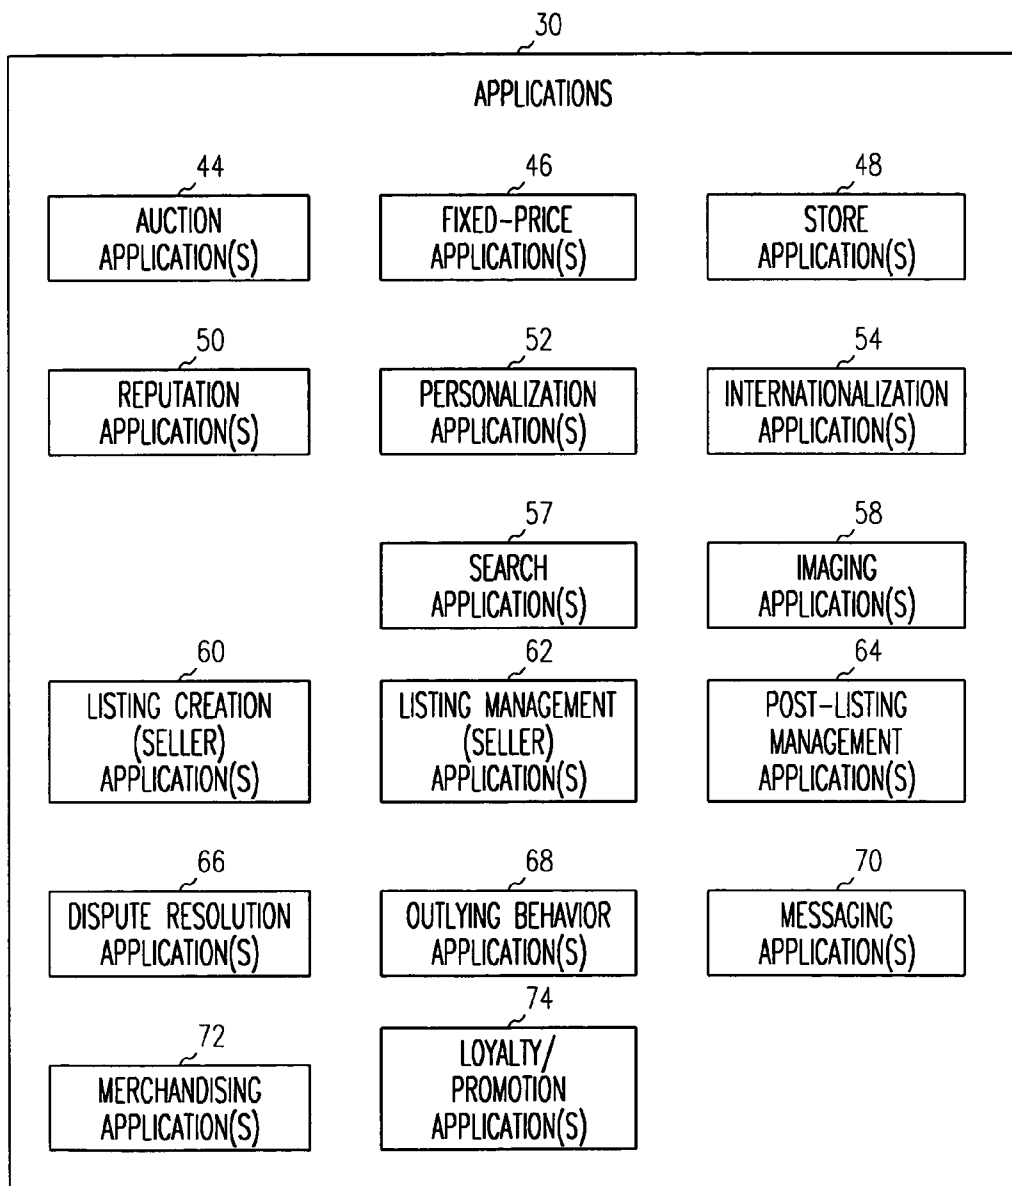 30
APPLICATIONS
44
AUCTION
APPLICATION(S)
46
FIXED-PRICE
APPLICATION(S)
48
STORE
APPLICATION(S)
50
REPUTATION
APPLICATION(S)
52
PERSONALIZATION
APPLICATION(S)
54
INTERNATIONALIZATION
APPLICATION(S)
57
SEARCH
APPLICATION(S)
58
IMAGING
APPLICATION(S)
60
LISTING CREATION
(SELLER)
APPLICATION(S)
62
LISTING MANAGEMENT
(SELLER)
APPLICATION(S)
64
POST-LISTING
MANAGEMENT
APPLICATION(S)
66
DISPUTE RESOLUTION
APPLICATION(S)
68
OUTLYING BEHAVIOR
APPLICATION(S)
70
MESSAGING
APPLICATION(S)
72
MERCHANDISING
APPLICATION(S)
74
LOYALTY/
PROMOTION
APPLICATION(S)